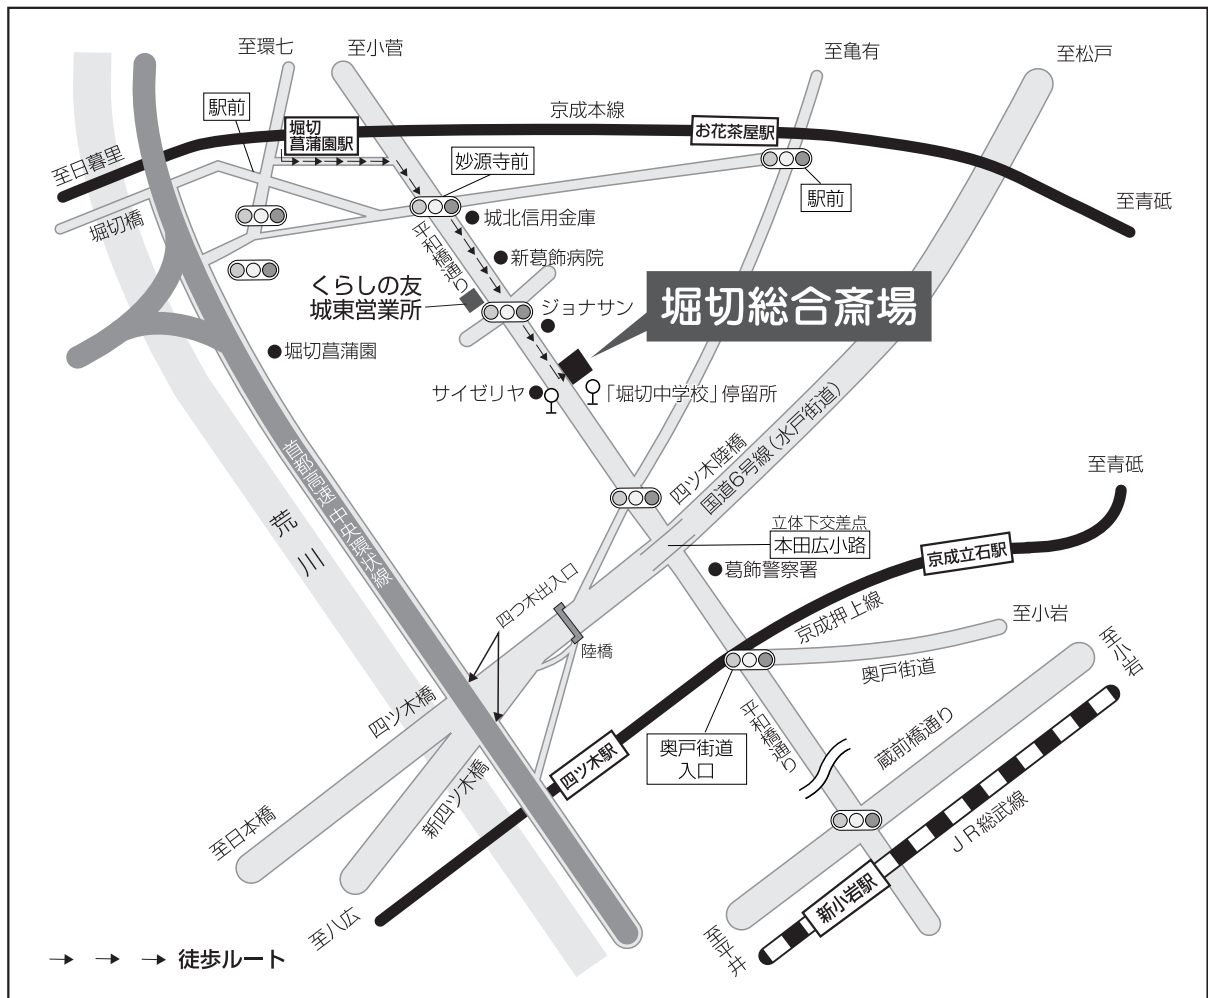 至環七
至小菅
至亀有
至松戸
駅前
堀切
菖蒲園駅
京成本線
お花茶屋駅
至日暮里
妙源寺前
駅前
至青砥
堀切橋
城北信用金庫
平和橋通り
新葛飾病院
くらしの友
城東営業所
ジョナサン
堀切総合斎場
堀切菖蒲園
サイゼリヤ
「堀切中学校」停留所
四ツ木陸橋
国道6号線(水戸街道)
首都高速 中央環状線
荒川
至青砥
立体下交差点
本田広小路
京成立石駅
葛飾警察署
四つ木出入口
京成押上線
至小岩
陸橋
奥戸街道
至小岩
四ツ木橋
平和橋通り
蔵前橋通り
奥戸街道
入口
四ツ木駅
新四ツ木橋
至日本橋
JR総武線
新小岩駅
至八広
至平井
徒歩ルート